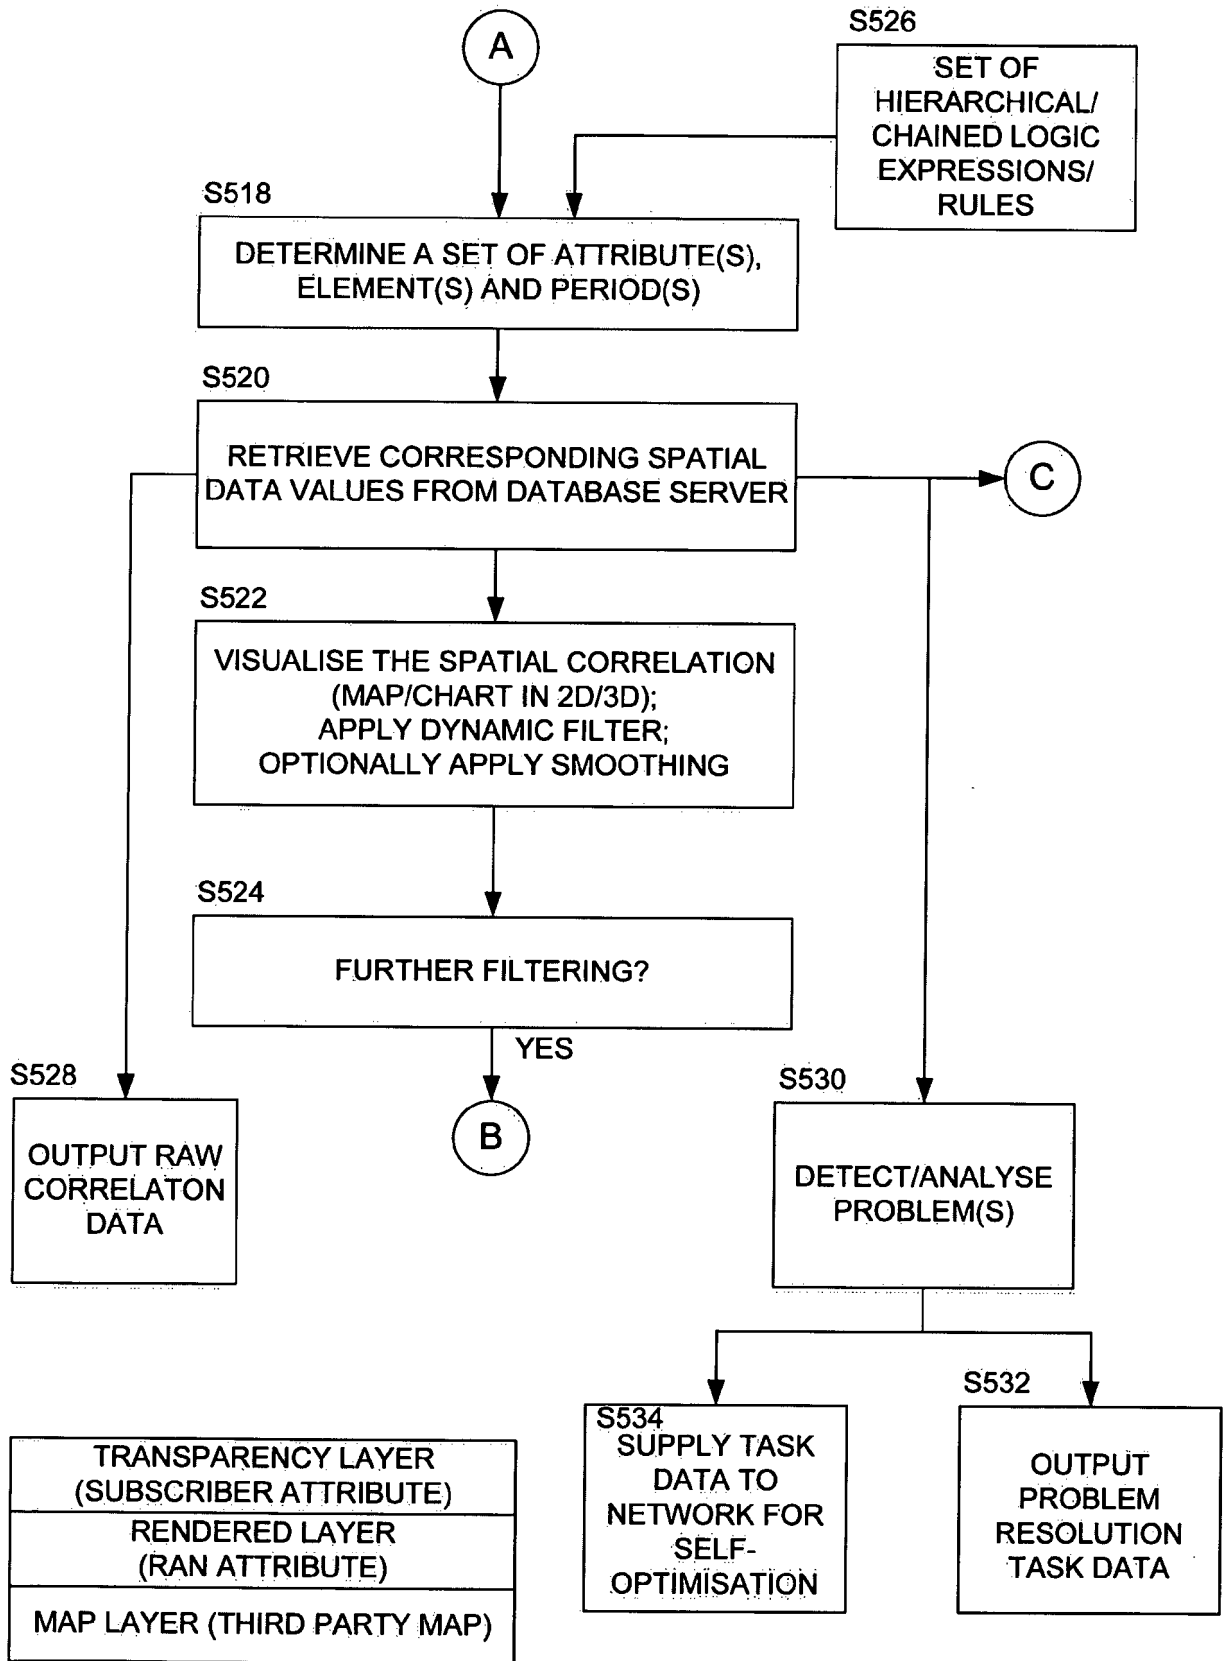 A
S526
SET OF
HIERARCHICAL/
CHAINED LOGIC
EXPRESSIONS/
RULES
S518
DETERMINE A SET OF ATTRIBUTE(S),
ELEMENT(S) AND PERIOD(S)
S520
RETRIEVE CORRESPONDING SPATIAL
DATA VALUES FROM DATABASE SERVER
C
S522
VISUALISE THE SPATIAL CORRELATION
(MAP/CHART IN 2D/3D);
APPLY DYNAMIC FILTER;
OPTIONALLY APPLY SMOOTHING
S524
FURTHER FILTERING?
YES
B
S528
OUTPUT RAW
CORRELATON
DATA
S530
DETECT/ANALYSE
PROBLEM(S)
S534
SUPPLY TASK
DATA TO
NETWORK FOR
SELF-
OPTIMISATION
S532
OUTPUT
PROBLEM
RESOLUTION
TASK DATA
TRANSPARENCY LAYER
(SUBSCRIBER ATTRIBUTE)
RENDERED LAYER
(RAN ATTRIBUTE)
MAP LAYER (THIRD PARTY MAP)